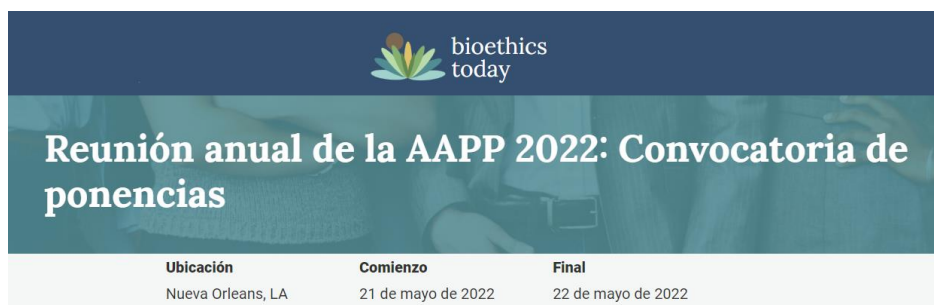 bioethics
today
Reunión anual de la AAPP 2022: Convocatoria de
ponencias
Ubicación Comienzo Final
Nueva Orleans, LA 21 de mayo de 2022 22 de mayo de 2022